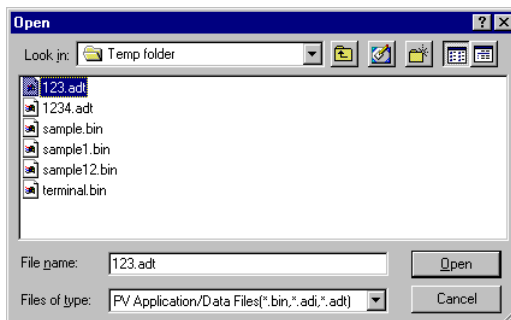 Open
Look in: Temp folder
123.adt
1234.adt
sample.bin
sample1.bin
sample12.bin
terminal.bin
File name: 123.adt Open
Files of type: PV Application/Data Files(*.bin,*.adi,*.adt) Cancel